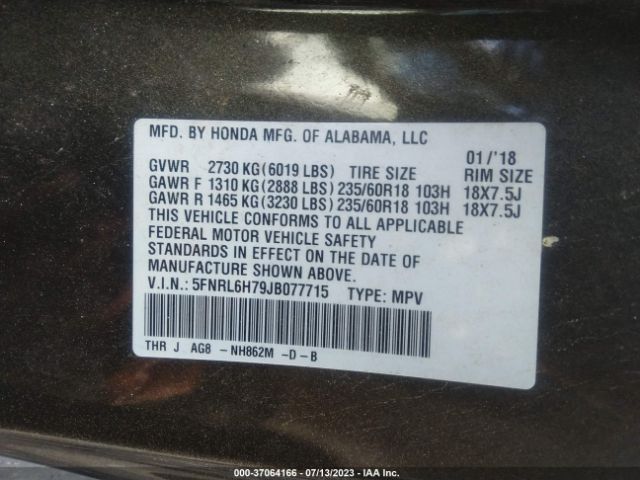 MFD. BY HONDA MFG. OF ALABAMA, LLC
01/'18
GVWR 2730 KG(6019 LBS) TIRE SIZE RIM SIZE
GAWR F 1310 KG(2888 LBS) 235/60R18 103H 18X7.5J
GAWR R 1465 KG(3230 LBS) 235/60R18 103H 18X7.5J
THIS VEHICLE CONFORMS TO ALL APPLICABLE
FEDERAL MOTOR VEHICLE SAFETY
STANDARDS IN EFFECT ON THE DATE OF
MANUFACTURE SHOWN ABOVE.
V.I.N.: 5FNRL6H79JB077715 TYPE: MPV
THR J AG8 -NH862M -D-B
000-37064166 - 07/13/2023 - IAA Inc.